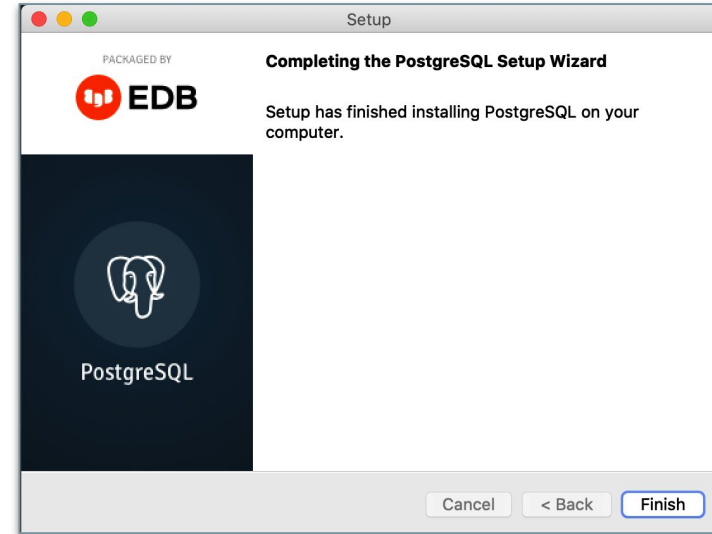 Setup
PACKAGED BY
EDB
Completing the PostgreSQL Setup Wizard
Setup has finished installing PostgreSQL on your
computer.
PostgreSQL
Cancel
< Back
Finish